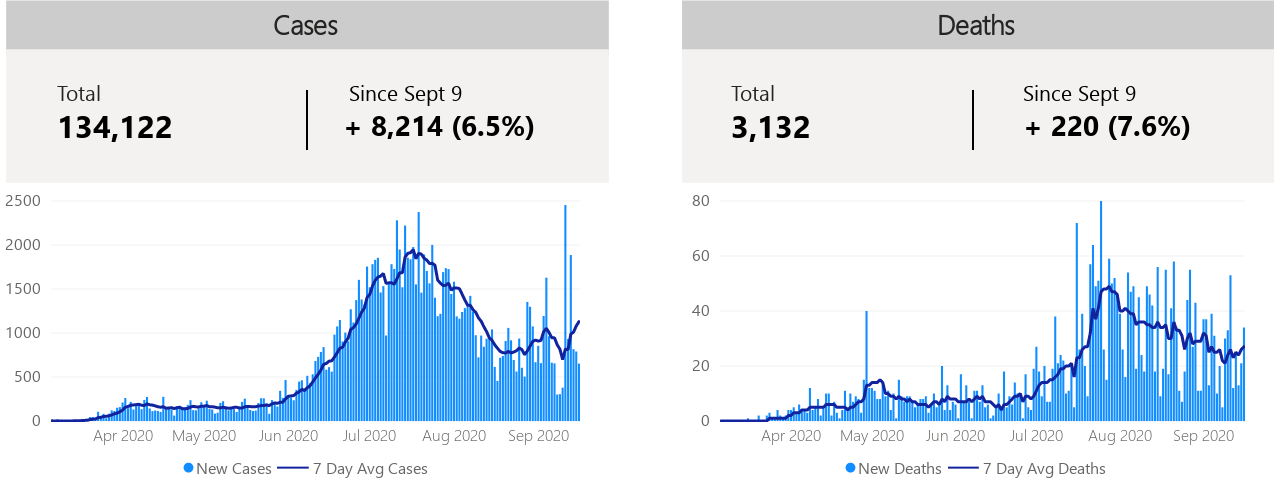 Cases
Total
134,122
Since Sept 9
+ 8,214 (6.5%)
2500
2000
1500
1000
500
0
Apr 2020 May 2020 Jun 2020 Jul 2020 Aug 2020 Sep 2020
New Cases 7 Day Avg Cases
Deaths
Total
3,132
Since Sept 9
+ 220 (7.6%)
80
60
40
20
0
Apr 2020 May 2020 Jun 2020 Jul 2020 Aug 2020 Sep 2020
New Deaths 7 Day Avg Deaths